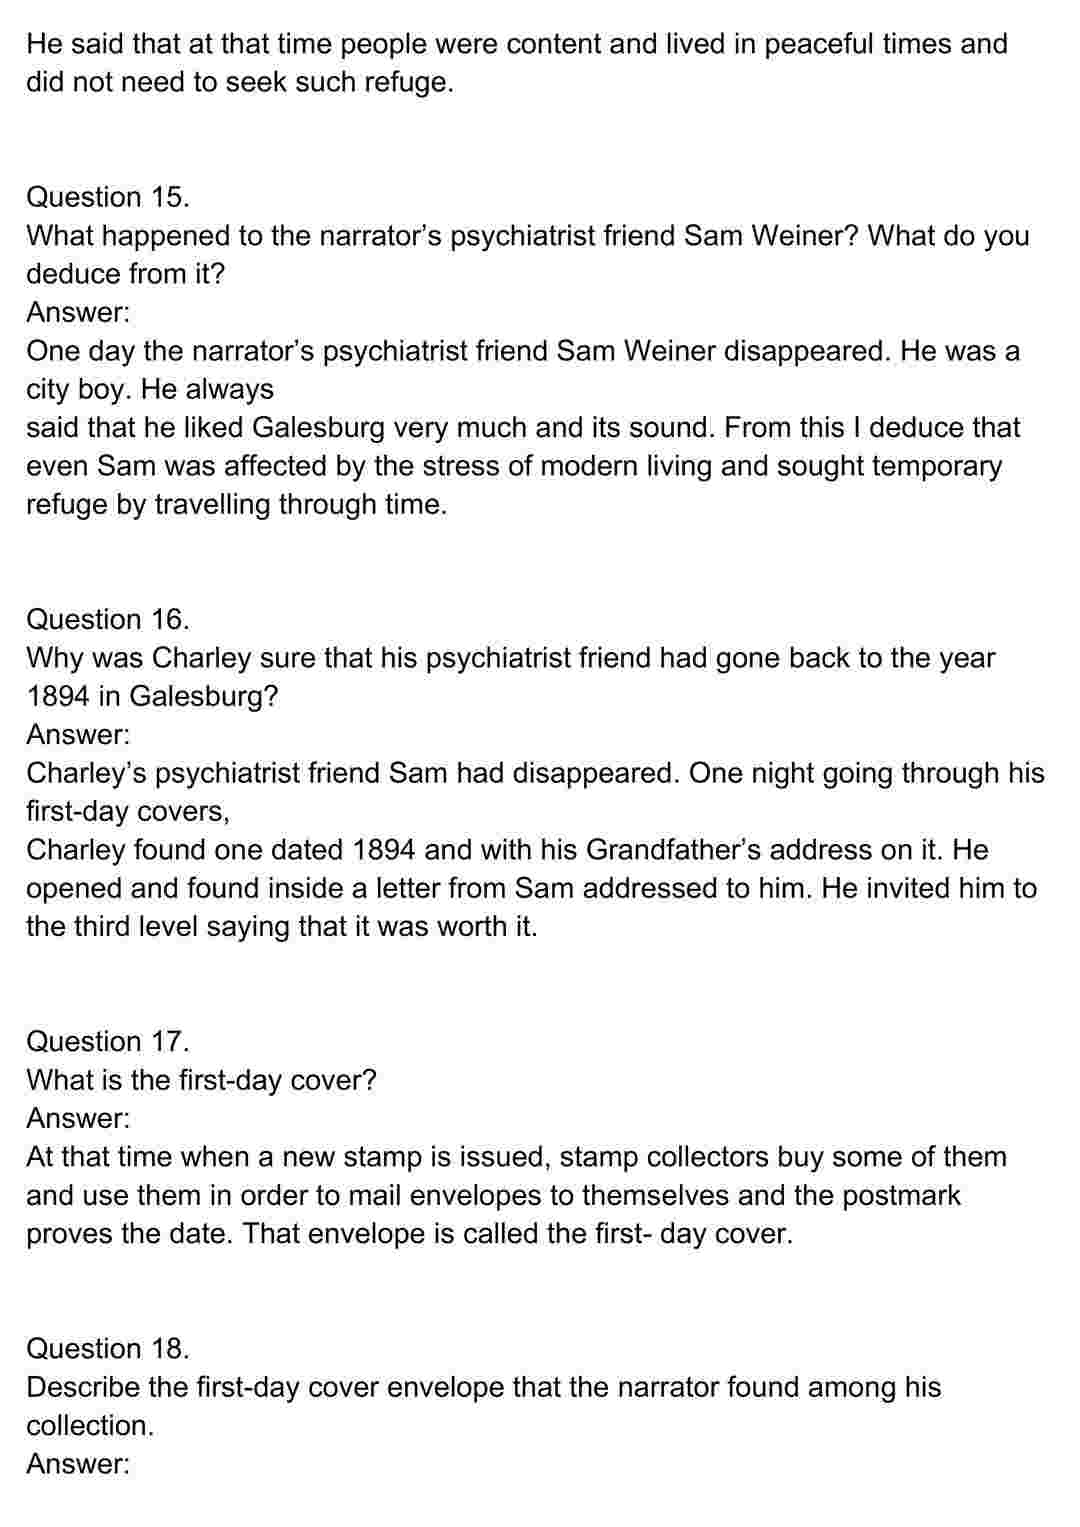 He said that at that time people were content and lived in peaceful times and
did not need to seek such refuge.
Question 15.
What happened to the narrator’s psychiatrist friend Sam Weiner? What do you
deduce from it?
Answer:
One day the narrator’s psychiatrist friend Sam Weiner disappeared. He was a
city boy. He always
said that he liked Galesburg very much and its sound. From this I deduce that
even Sam was affected by the stress of modern living and sought temporary
refuge by travelling through time.
Question 16.
Why was Charley sure that his psychiatrist friend had gone back to the year
1894 in Galesburg?
Answer:
Charley’s psychiatrist friend Sam had disappeared. One night going through his
first-day covers,
Charley found one dated 1894 and with his Grandfather’s address on it. He
opened and found inside a letter from Sam addressed to him. He invited him to
the third level saying that it was worth it.
Question 17.
What is the first-day cover?
Answer:
At that time when a new stamp is issued, stamp collectors buy some of them
and use them in order to mail envelopes to themselves and the postmark
proves the date. That envelope is called the first- day cover.
Question 18.
Describe the first-day cover envelope that the narrator found among his
collection.
Answer: